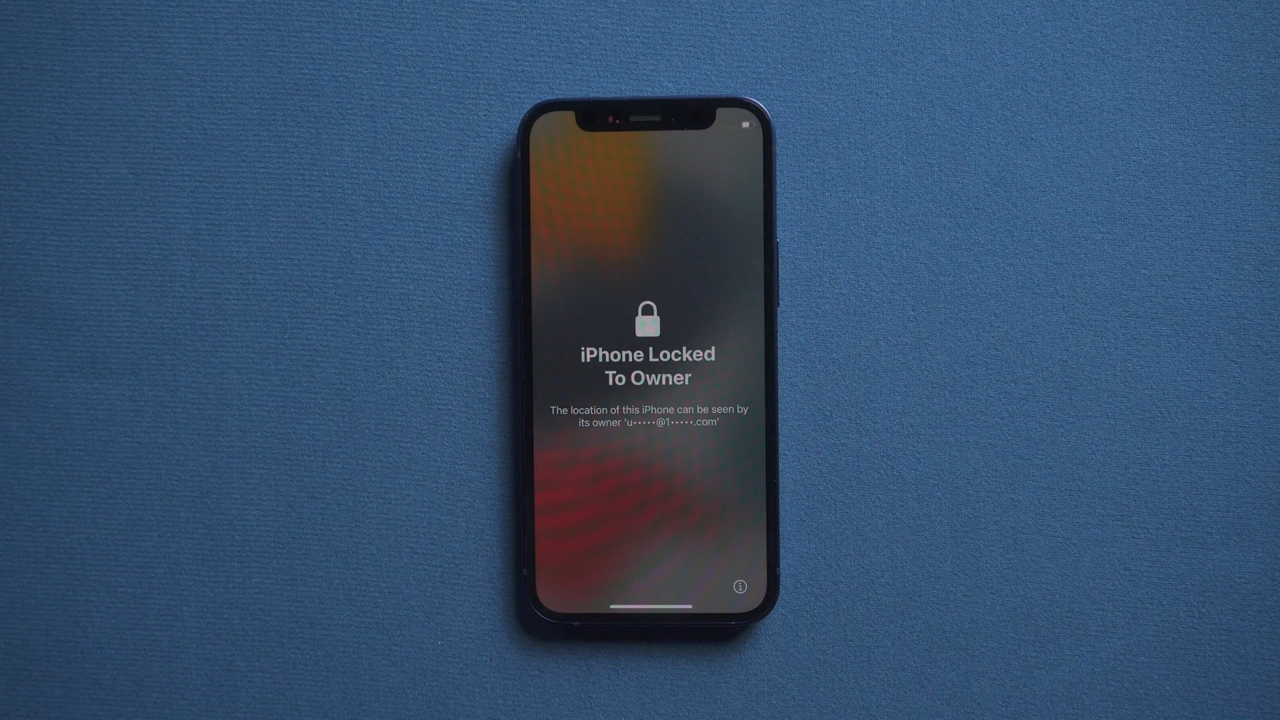 iPhone Locked
To Owner
The location of this iPhone can be seen by
its owner 'u•••••@1•••••.com'